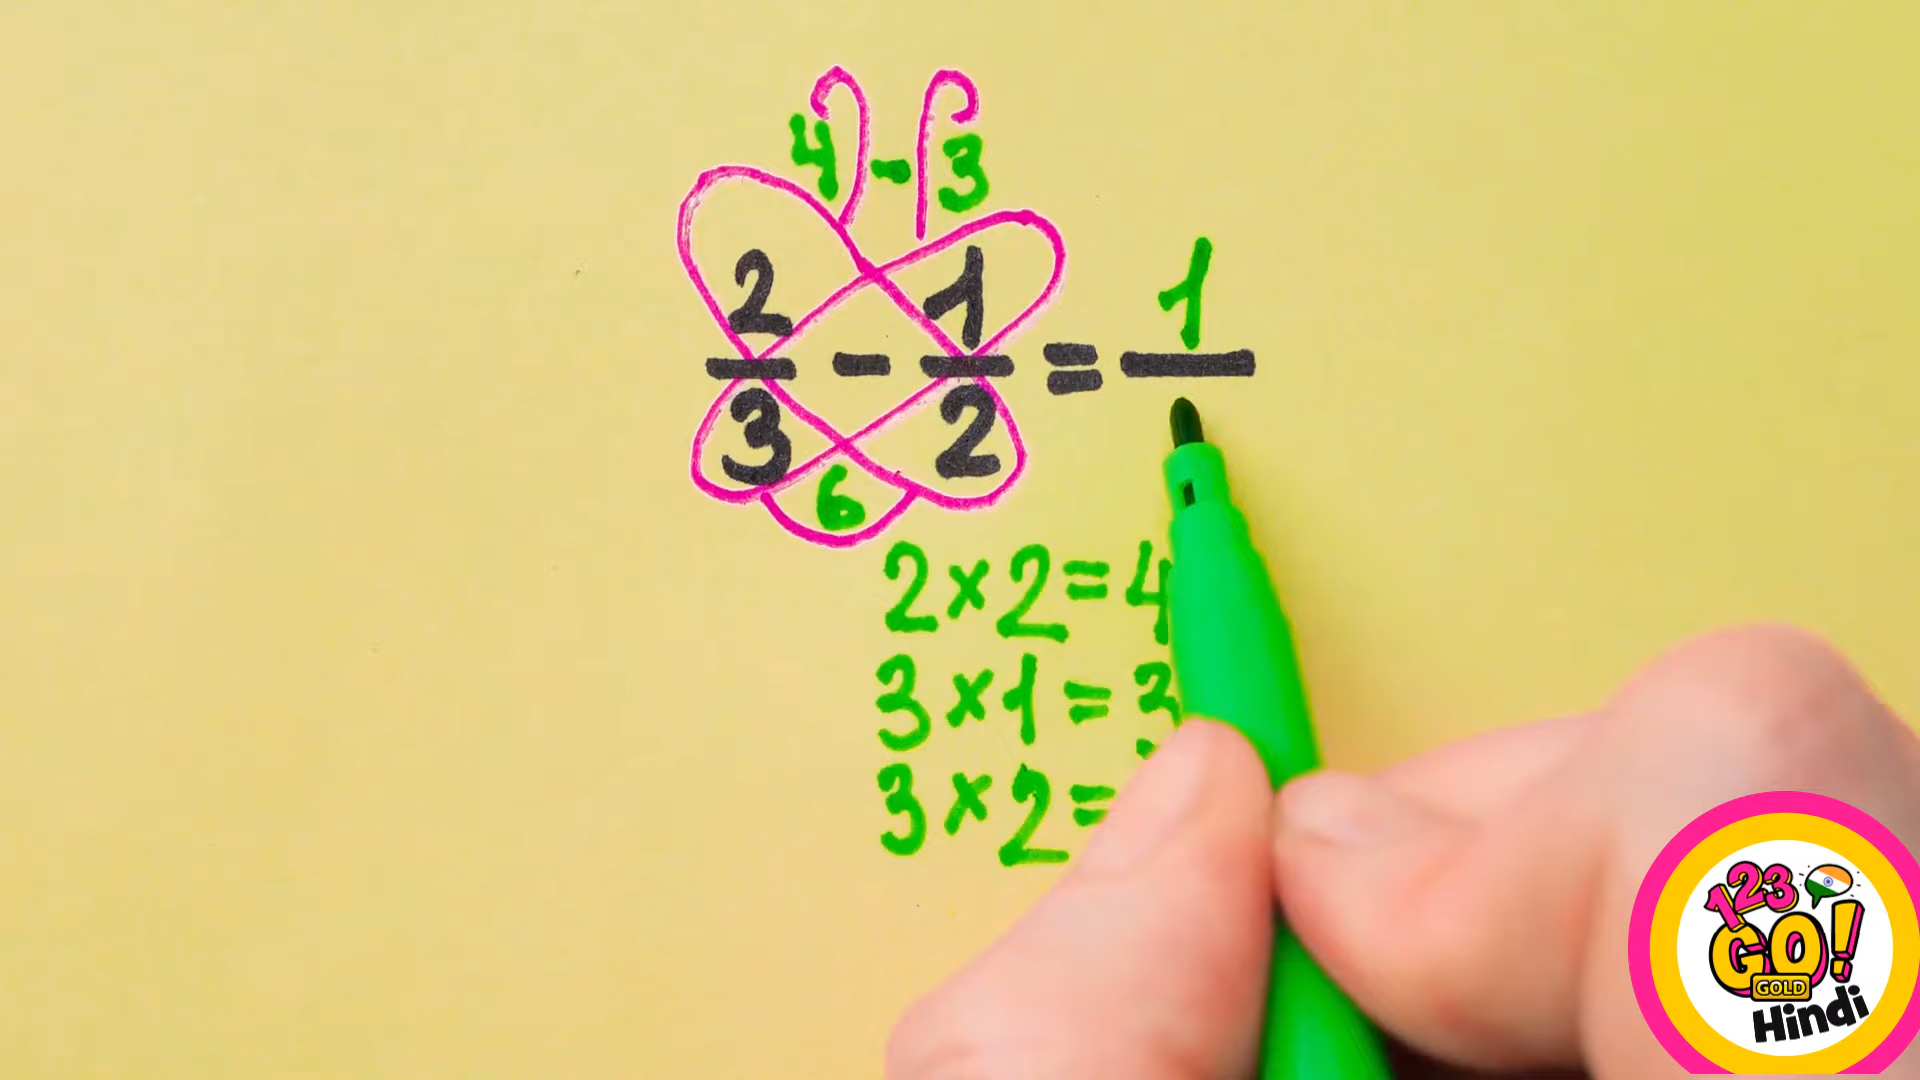 4 - 3
2 - 1 = 1
3 2
6
2 × 2 = 4
3 × 1 = 3
3 × 2 =
123
GO!
GOLD
Hindi